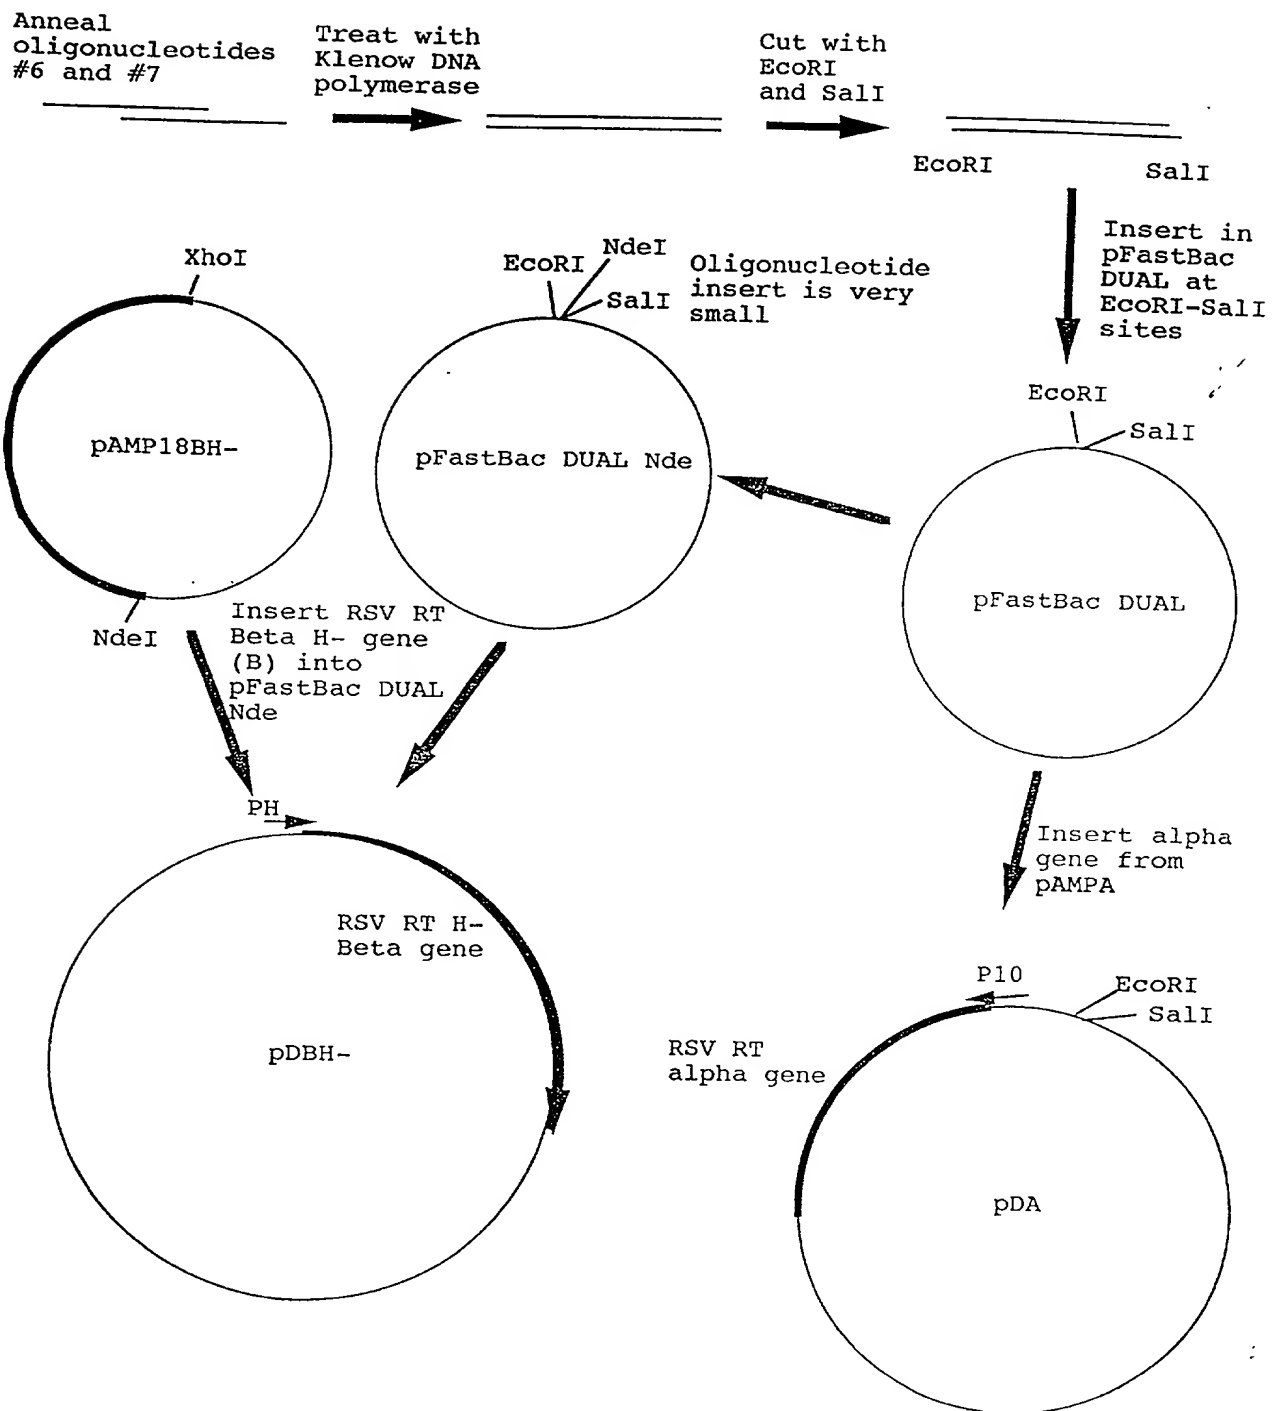 Anneal
oligonucleotides
#6 and #7
Treat with
Klenow DNA
polymerase
Cut with
EcoRI
and SalI
EcoRI
SalI
Insert in
pFastBac
DUAL at
EcoRI-SalI
sites
XhoI
pAMP18BH-
NdeI
EcoRI
NdeI
SalI
Oligonucleotide
insert is very
small
pFastBac DUAL Nde
EcoRI
SalI
pFastBac DUAL
Insert RSV RT
Beta H- gene
(B) into
pFastBac DUAL
Nde
PH
RSV RT H-
Beta gene
pDBH-
Insert alpha
gene from
pAMPA
P10
EcoRI
SalI
RSV RT
alpha gene
pDA